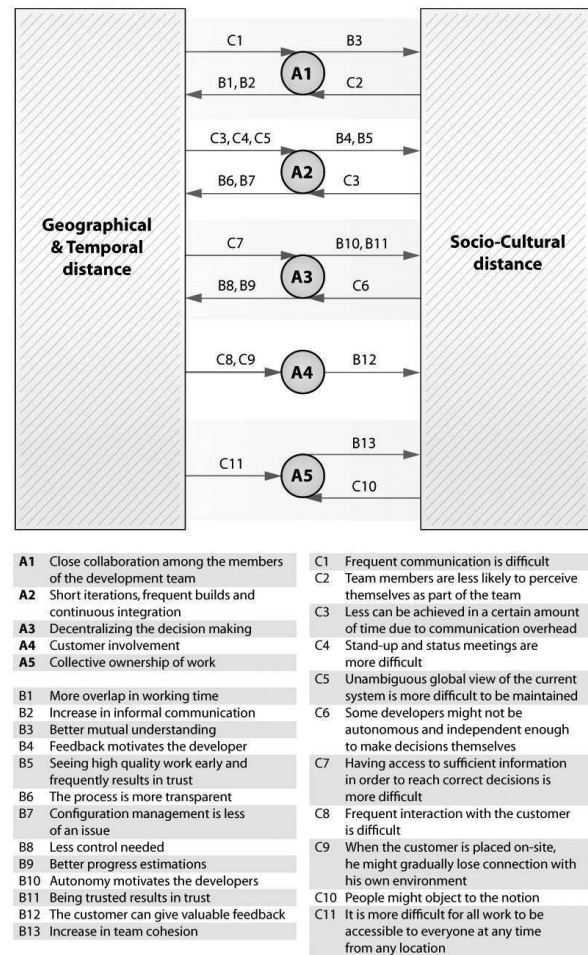 C1
B3
A1
B1, B2
C2
C3, C4, C5
B4, B5
A2
B6, B7
C3
Geographical
& Temporal
distance
Socio-Cultural
distance
C7
B10, B11
A3
B8, B9
C6
C8, C9
A4
B12
B13
C11
A5
C10
A1 Close collaboration among the members
of the development team
A2 Short iterations, frequent builds and
continuous integration
A3 Decentralizing the decision making
A4 Customer involvement
A5 Collective ownership of work
B1 More overlap in working time
B2 Increase in informal communication
B3 Better mutual understanding
B4 Feedback motivates the developer
B5 Seeing high quality work early and
frequently results in trust
B6 The process is more transparent
B7 Configuration management is less
of an issue
B8 Less control needed
B9 Better progress estimations
B10 Autonomy motivates the developers
B11 Being trusted results in trust
B12 The customer can give valuable feedback
B13 Increase in team cohesion
C1 Frequent communication is difficult
C2 Team members are less likely to perceive
themselves as part of the team
C3 Less can be achieved in a certain amount
of time due to communication overhead
C4 Stand-up and status meetings are
more difficult
C5 Unambiguous global view of the current
system is more difficult to be maintained
C6 Some developers might not be
autonomous and independent enough
to make decisions themselves
C7 Having access to sufficient information
in order to reach correct decisions is
more difficult
C8 Frequent interaction with the customer
is difficult
C9 When the customer is placed on-site,
he might gradually lose connection with
his own environment
C10 People might object to the notion
C11 It is more difficult for all work to be
accessible to everyone at any time
from any location